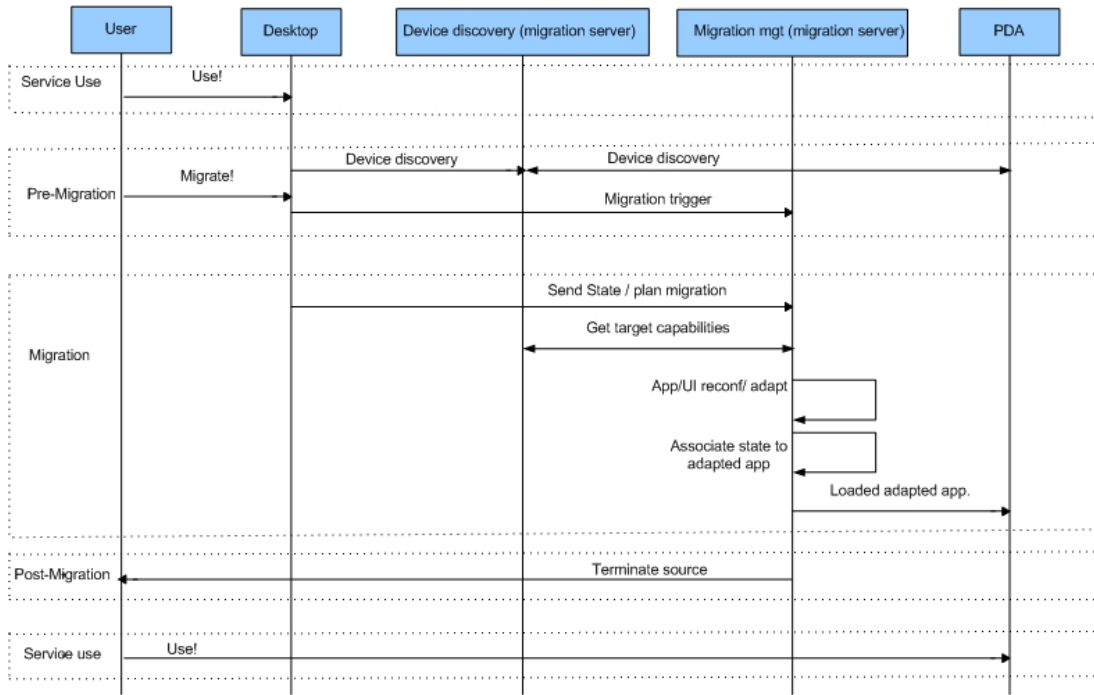 User
Desktop
Device discovery (migration server)
Migration mgt (migration server)
PDA
Service Use
Use!
Device discovery
Device discovery
Pre-Migration
Migrate!
Migration trigger
Send State / plan migration
Get target capabilities
Migration
App/UI reconf/ adapt
Associate state to
adapted app
Loaded adapted app.
Post-Migration
Terminate source
Service use
Use!